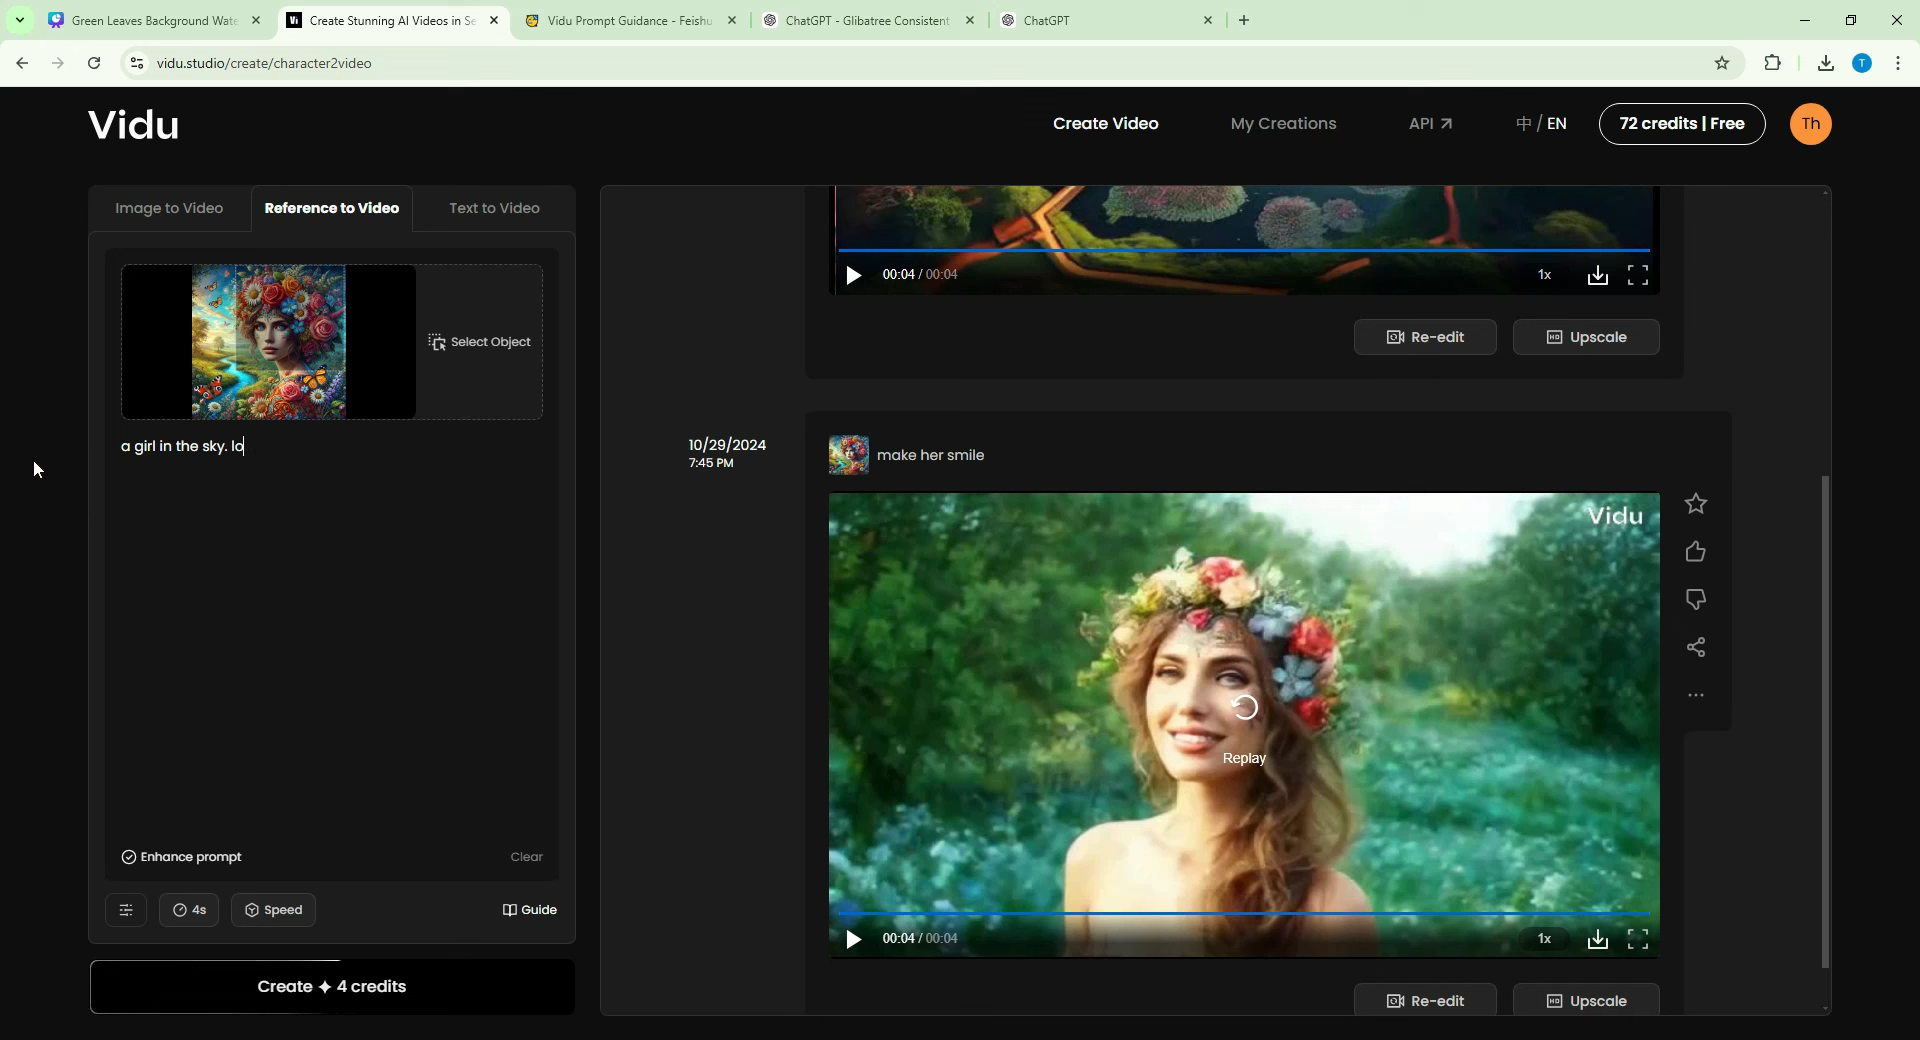 Green Leaves Background Wate
Create Stunning AI Videos in Se
Vidu Prompt Guidance - Feishu
ChatGPT - Glibatree Consistent
ChatGPT
vidu.studio/create/character2video
T
Vidu
Create Video
My Creations
API
中 / EN
72 credits | Free
Th
Image to Video
Reference to Video
Text to Video
Select Object
a girl in the sky. lo
Enhance prompt
Clear
4s
Speed
Guide
Create ✦ 4 credits
00:04 / 00:04
1x
Re-edit
Upscale
10/29/2024
7:45 PM
make her smile
Vidu
Replay
00:04 / 00:04
1x
Re-edit
Upscale